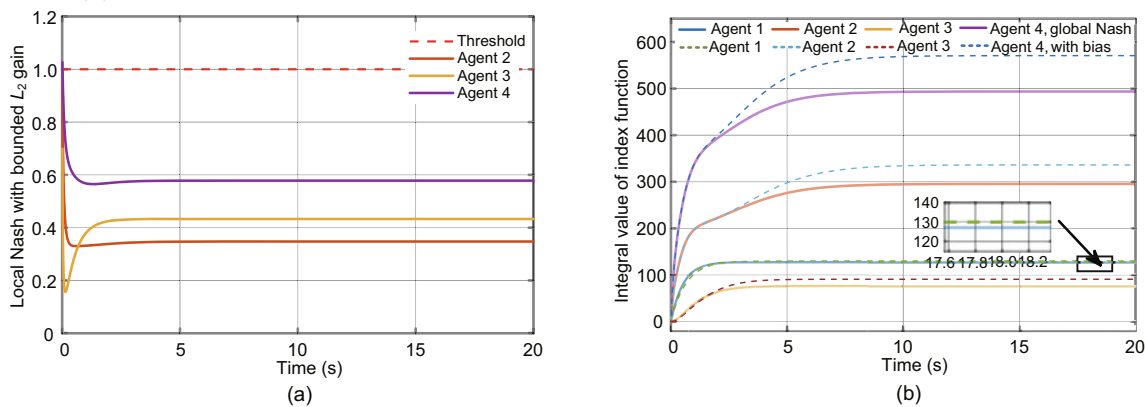 1.2
1.0
0.8
0.6
0.4
0.2
0
Local Nash with bounded L2 gain
Threshold
Agent 2
Agent 3
Agent 4
0 5 10 15 20
Time (s)
(a)
600
500
400
300
200
100
0
Integral value of index function
Agent 1 Agent 2 Agent 3 Agent 4, global Nash
Agent 1 Agent 2 Agent 3 Agent 4, with bias
140
130
120
17.6 17.8 18.0 18.2
0 5 10 15 20
Time (s)
(b)